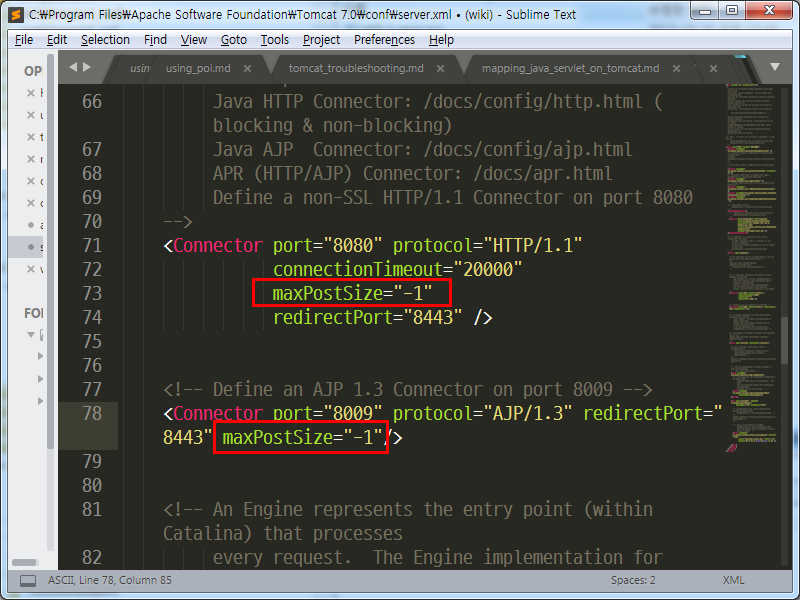 C:₩Program Files₩Apache Software Foundation₩Tomcat 7.0₩conf₩server.xml • (wiki) - Sublime Text
File Edit Selection Find View Goto Tools Project Preferences Help
usin using_poi.md × tomcat_troubleshooting.md × mapping_java_servlet_on_tomcat.md × ×
OP
66 Java HTTP Connector: /docs/config/http.html (
blocking & non-blocking)
67 Java AJP  Connector: /docs/config/ajp.html
68 APR (HTTP/AJP) Connector: /docs/apr.html
69 Define a non-SSL HTTP/1.1 Connector on port 8080
70 -->
71 <Connector port="8080" protocol="HTTP/1.1"
72 connectionTimeout="20000"
73 maxPostSize="-1"
74 redirectPort="8443" />
75
76
77 <!-- Define an AJP 1.3 Connector on port 8009 -->
78 <Connector port="8009" protocol="AJP/1.3" redirectPort="
8443" maxPostSize="-1"/>
79
80
81 <!-- An Engine represents the entry point (within
Catalina) that processes
82 every request.  The Engine implementation for
FO
ASCII, Line 78, Column 85 Spaces: 2 XML